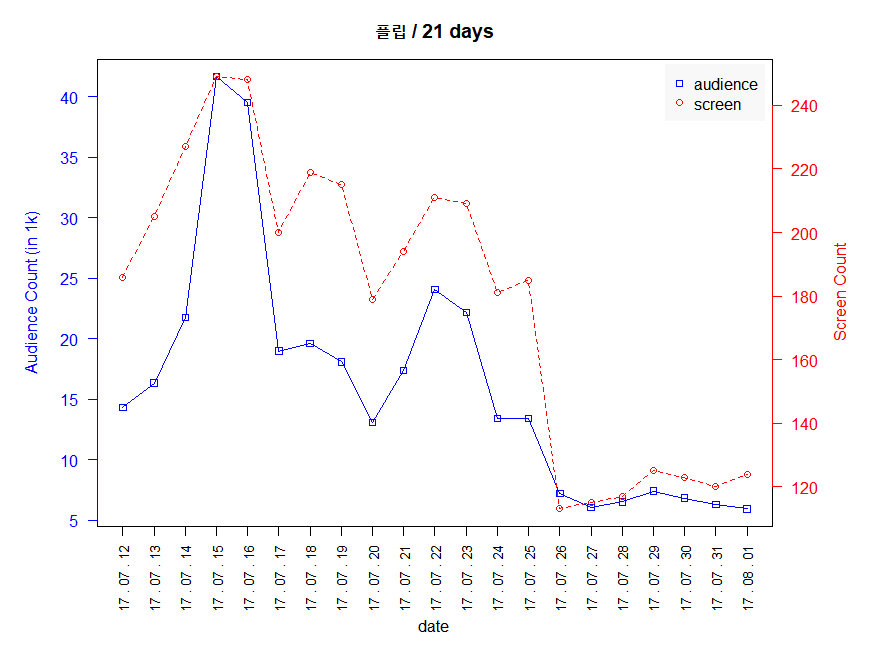 플립 / 21 days
audience
screen
Audience Count (in 1k)
40
35
30
25
20
15
10
5
240
220
200
180
160
140
120
Screen Count
17 . 07 . 12
17 . 07 . 13
17 . 07 . 14
17 . 07 . 15
17 . 07 . 16
17 . 07 . 17
17 . 07 . 18
17 . 07 . 19
17 . 07 . 20
17 . 07 . 21
17 . 07 . 22
17 . 07 . 23
17 . 07 . 24
17 . 07 . 25
17 . 07 . 26
17 . 07 . 27
17 . 07 . 28
17 . 07 . 29
17 . 07 . 30
17 . 07 . 31
17 . 08 . 01
date